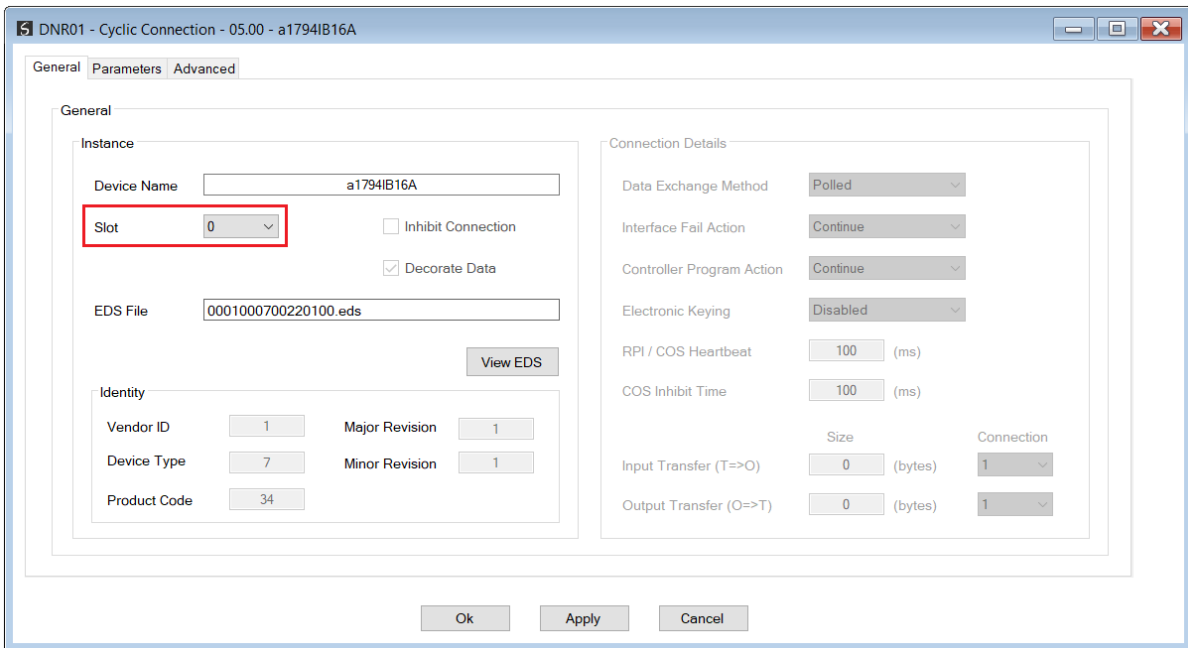 DNR01 - Cyclic Connection - 05.00 - a1794IB16A
General Parameters Advanced
General
Instance
Device Name a1794IB16A
Slot 0 Inhibit Connection
Decorate Data
EDS File 0001000700220100.eds
View EDS
Identity
Vendor ID 1 Major Revision 1
Device Type 7 Minor Revision 1
Product Code 34
Connection Details
Data Exchange Method Polled
Interface Fail Action Continue
Controller Program Action Continue
Electronic Keying Disabled
RPI / COS Heartbeat 100 (ms)
COS Inhibit Time 100 (ms)
Size Connection
Input Transfer (T=>O) 0 (bytes) 1
Output Transfer (O=>T) 0 (bytes) 1
Ok Apply Cancel